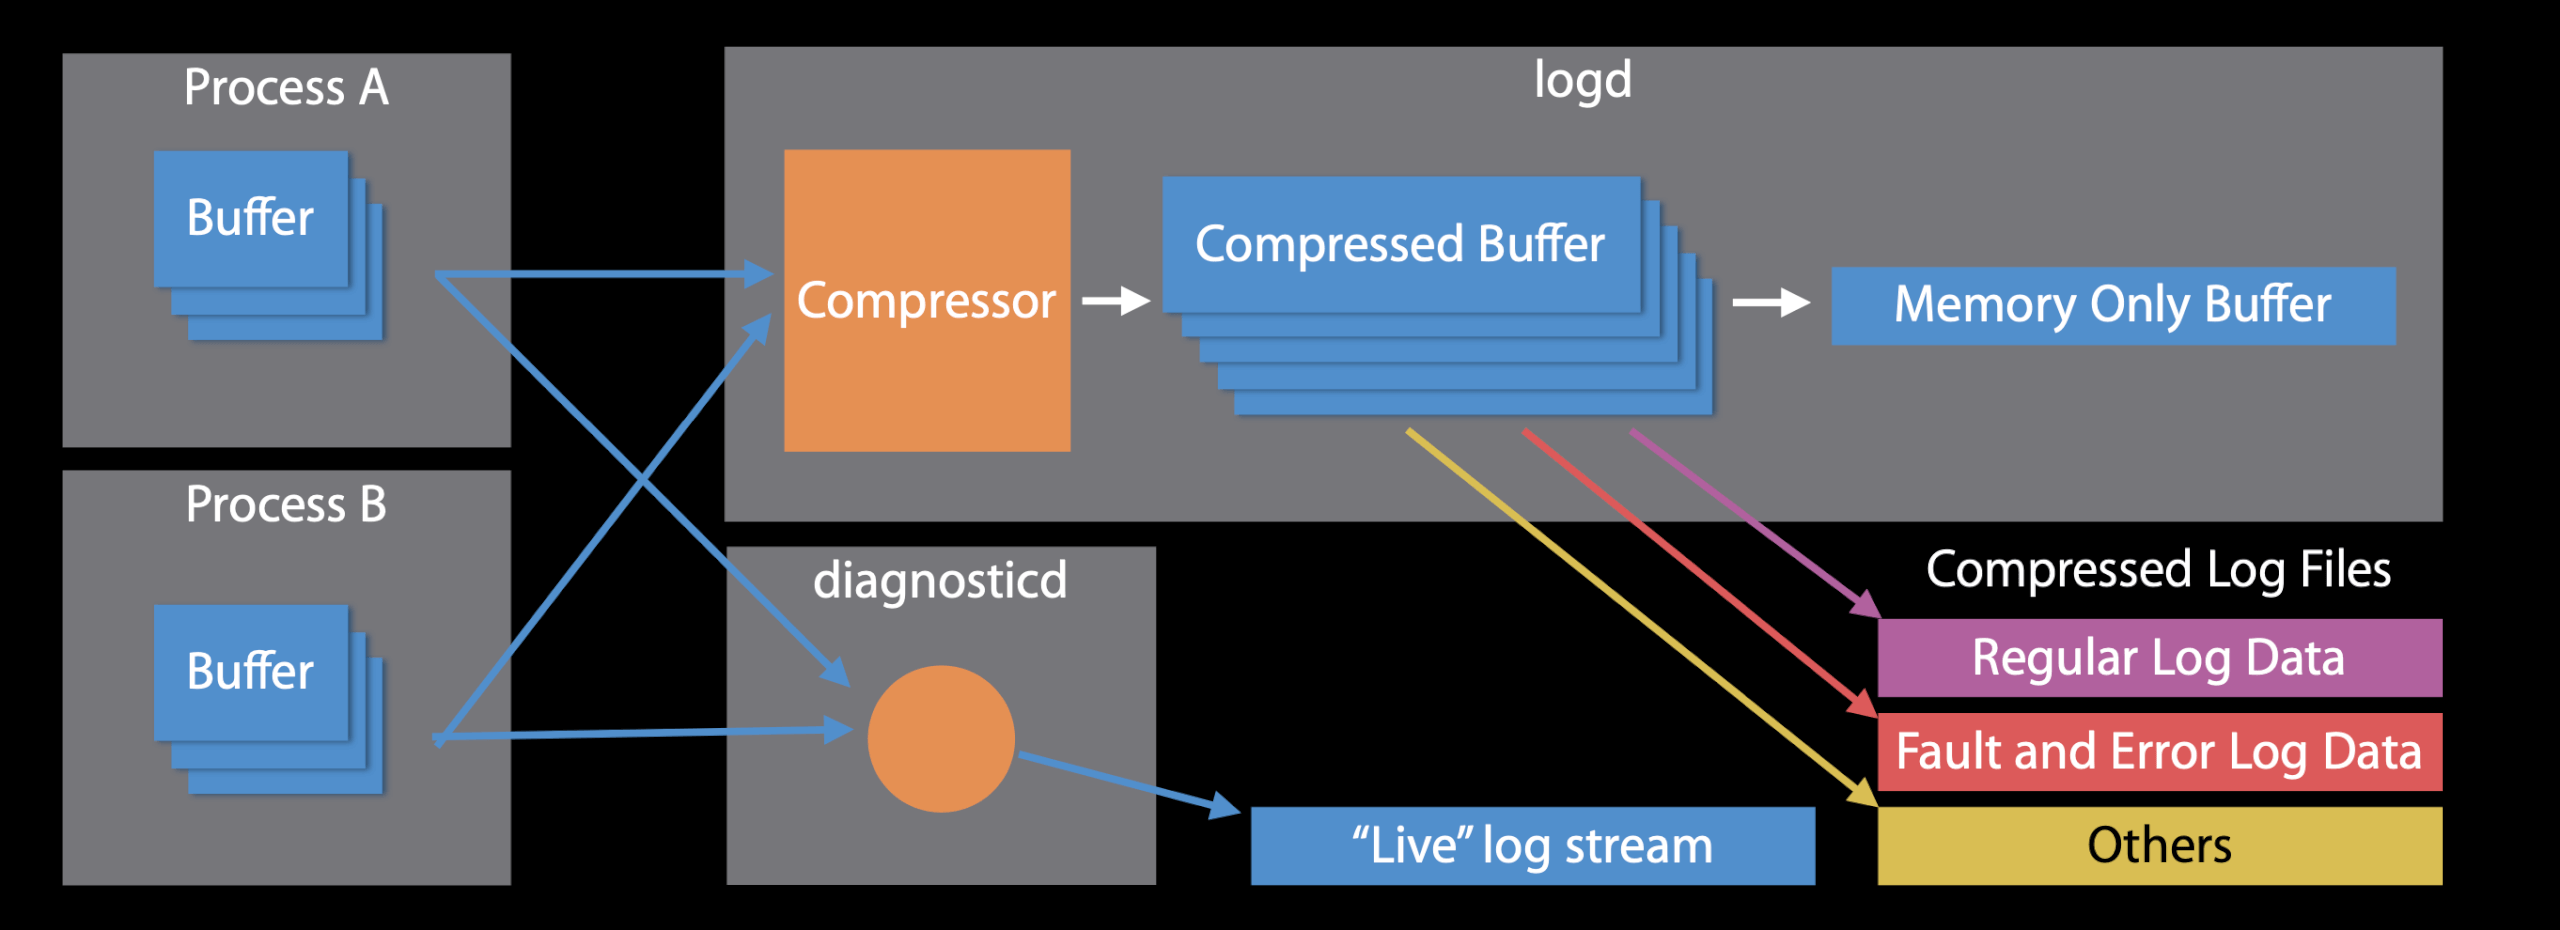 Process A
Buffer
Process B
Buffer
logd
Compressor
Compressed Buffer
Memory Only Buffer
diagnosticd
“Live” log stream
Compressed Log Files
Regular Log Data
Fault and Error Log Data
Others